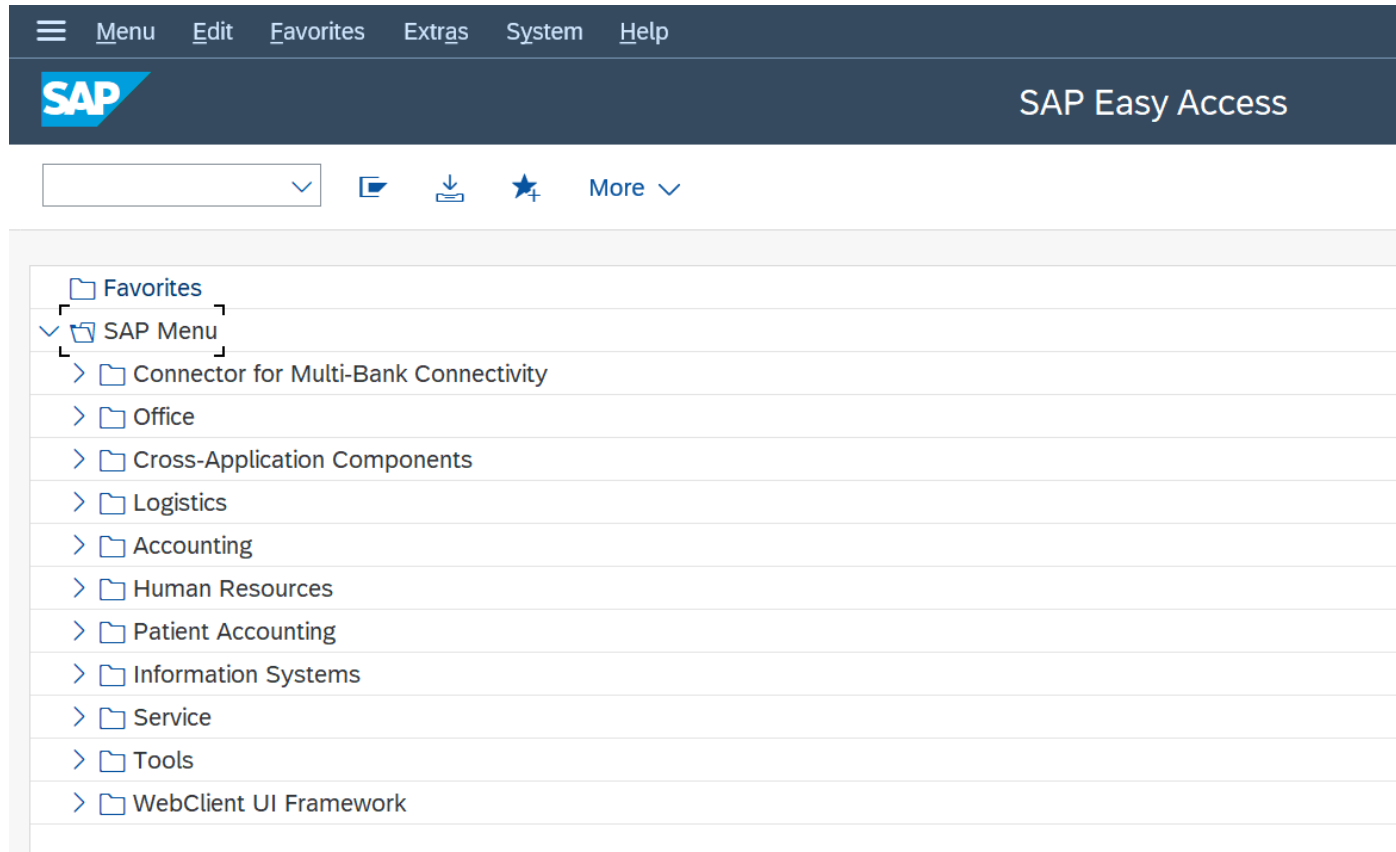 Menu Edit Favorites Extras System Help
SAP SAP Easy Access
More
Favorites
SAP Menu
Connector for Multi-Bank Connectivity
Office
Cross-Application Components
Logistics
Accounting
Human Resources
Patient Accounting
Information Systems
Service
Tools
WebClient UI Framework